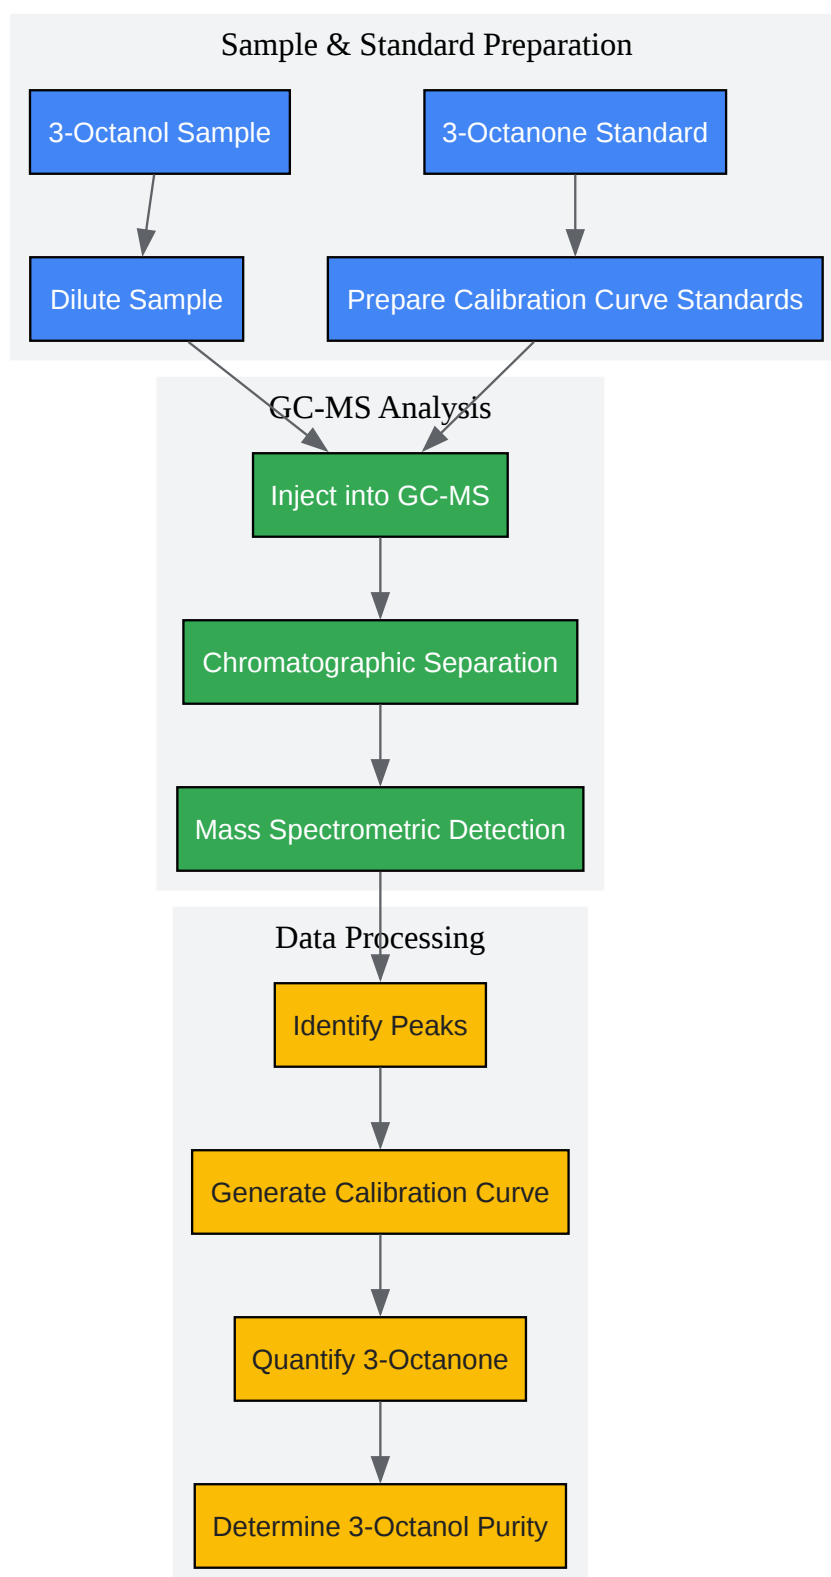 Sample & Standard Preparation
3-Octanol Sample
3-Octanone Standard
Dilute Sample
Prepare Calibration Curve Standards
GC-MS Analysis
Inject into GC-MS
Chromatographic Separation
Mass Spectrometric Detection
Data Processing
Identify Peaks
Generate Calibration Curve
Quantify 3-Octanone
Determine 3-Octanol Purity